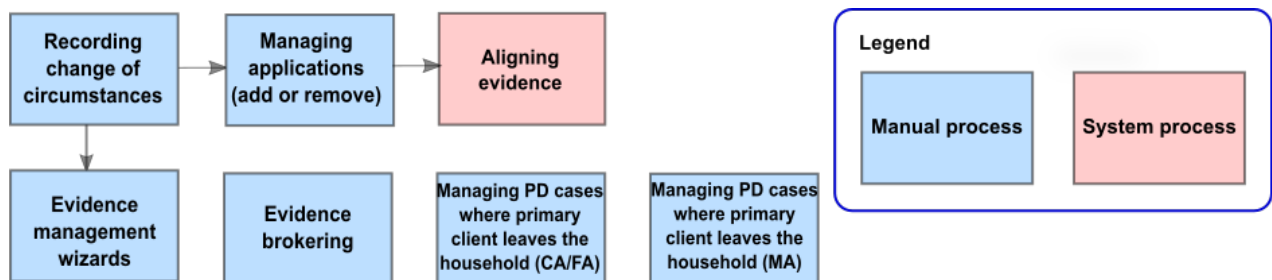 Recording
change of
circumstances
Managing
applications
(add or remove)
Aligning
evidence
Evidence
management
wizards
Evidence
brokering
Managing PD cases
where primary
client leaves the
household (CA/FA)
Managing PD cases
where primary
client leaves the
household (MA)
Legend
Manual process
System process